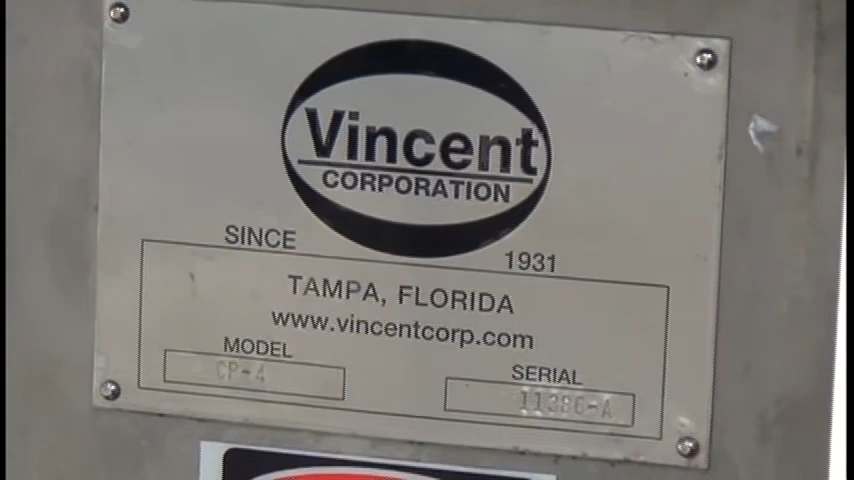 Vincent
CORPORATION
SINCE 1931
TAMPA, FLORIDA
www.vincentcorp.com
MODEL SERIAL
CP-4 11386-A